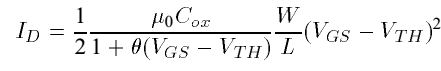 $I_D = \frac{1}{2} \frac{\mu_0 C_{ox}}{1 + \theta(V_{GS} - V_{TH})} \frac{W}{L} (V_{GS} - V_{TH})^2$